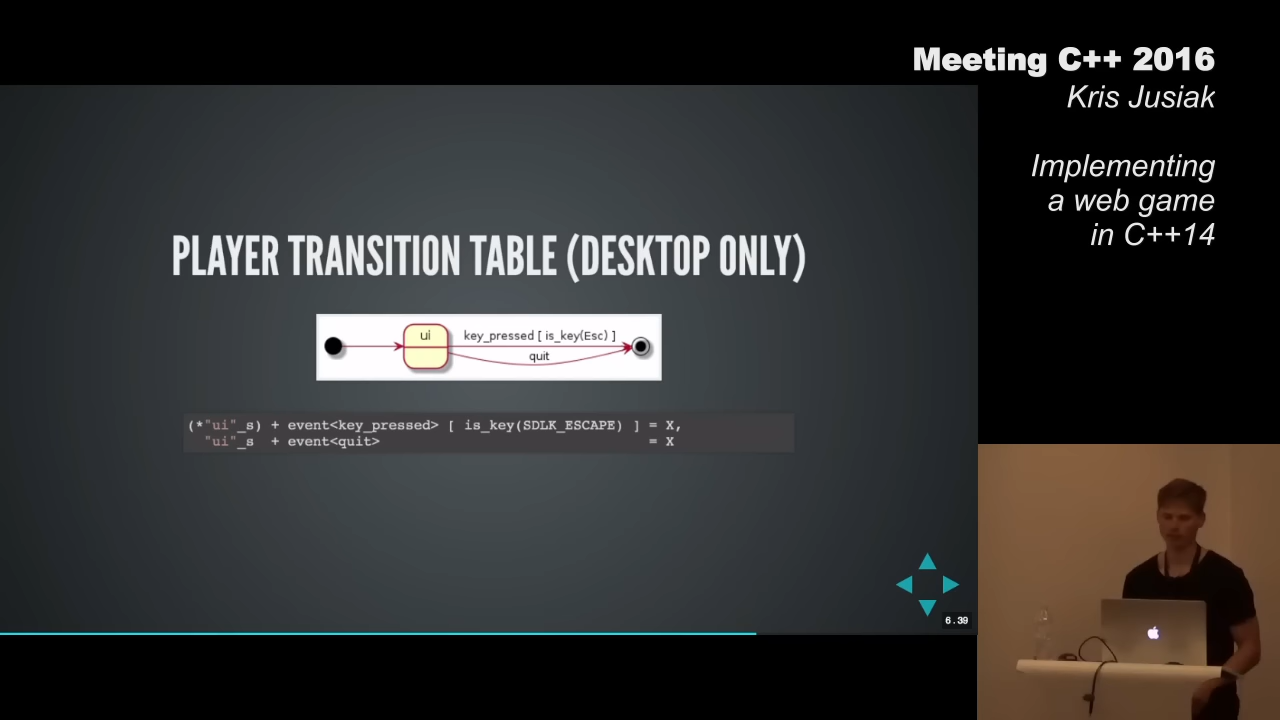 Meeting C++ 2016
Kris Jusiak
Implementing
a web game
in C++14
PLAYER TRANSITION TABLE (DESKTOP ONLY)
ui
key_pressed [ is_key(Esc) ]
quit
(*"ui"_s) + event<key_pressed> [ is_key(SDLK_ESCAPE) ] = X,
"ui"_s + event<quit> = X
6.39